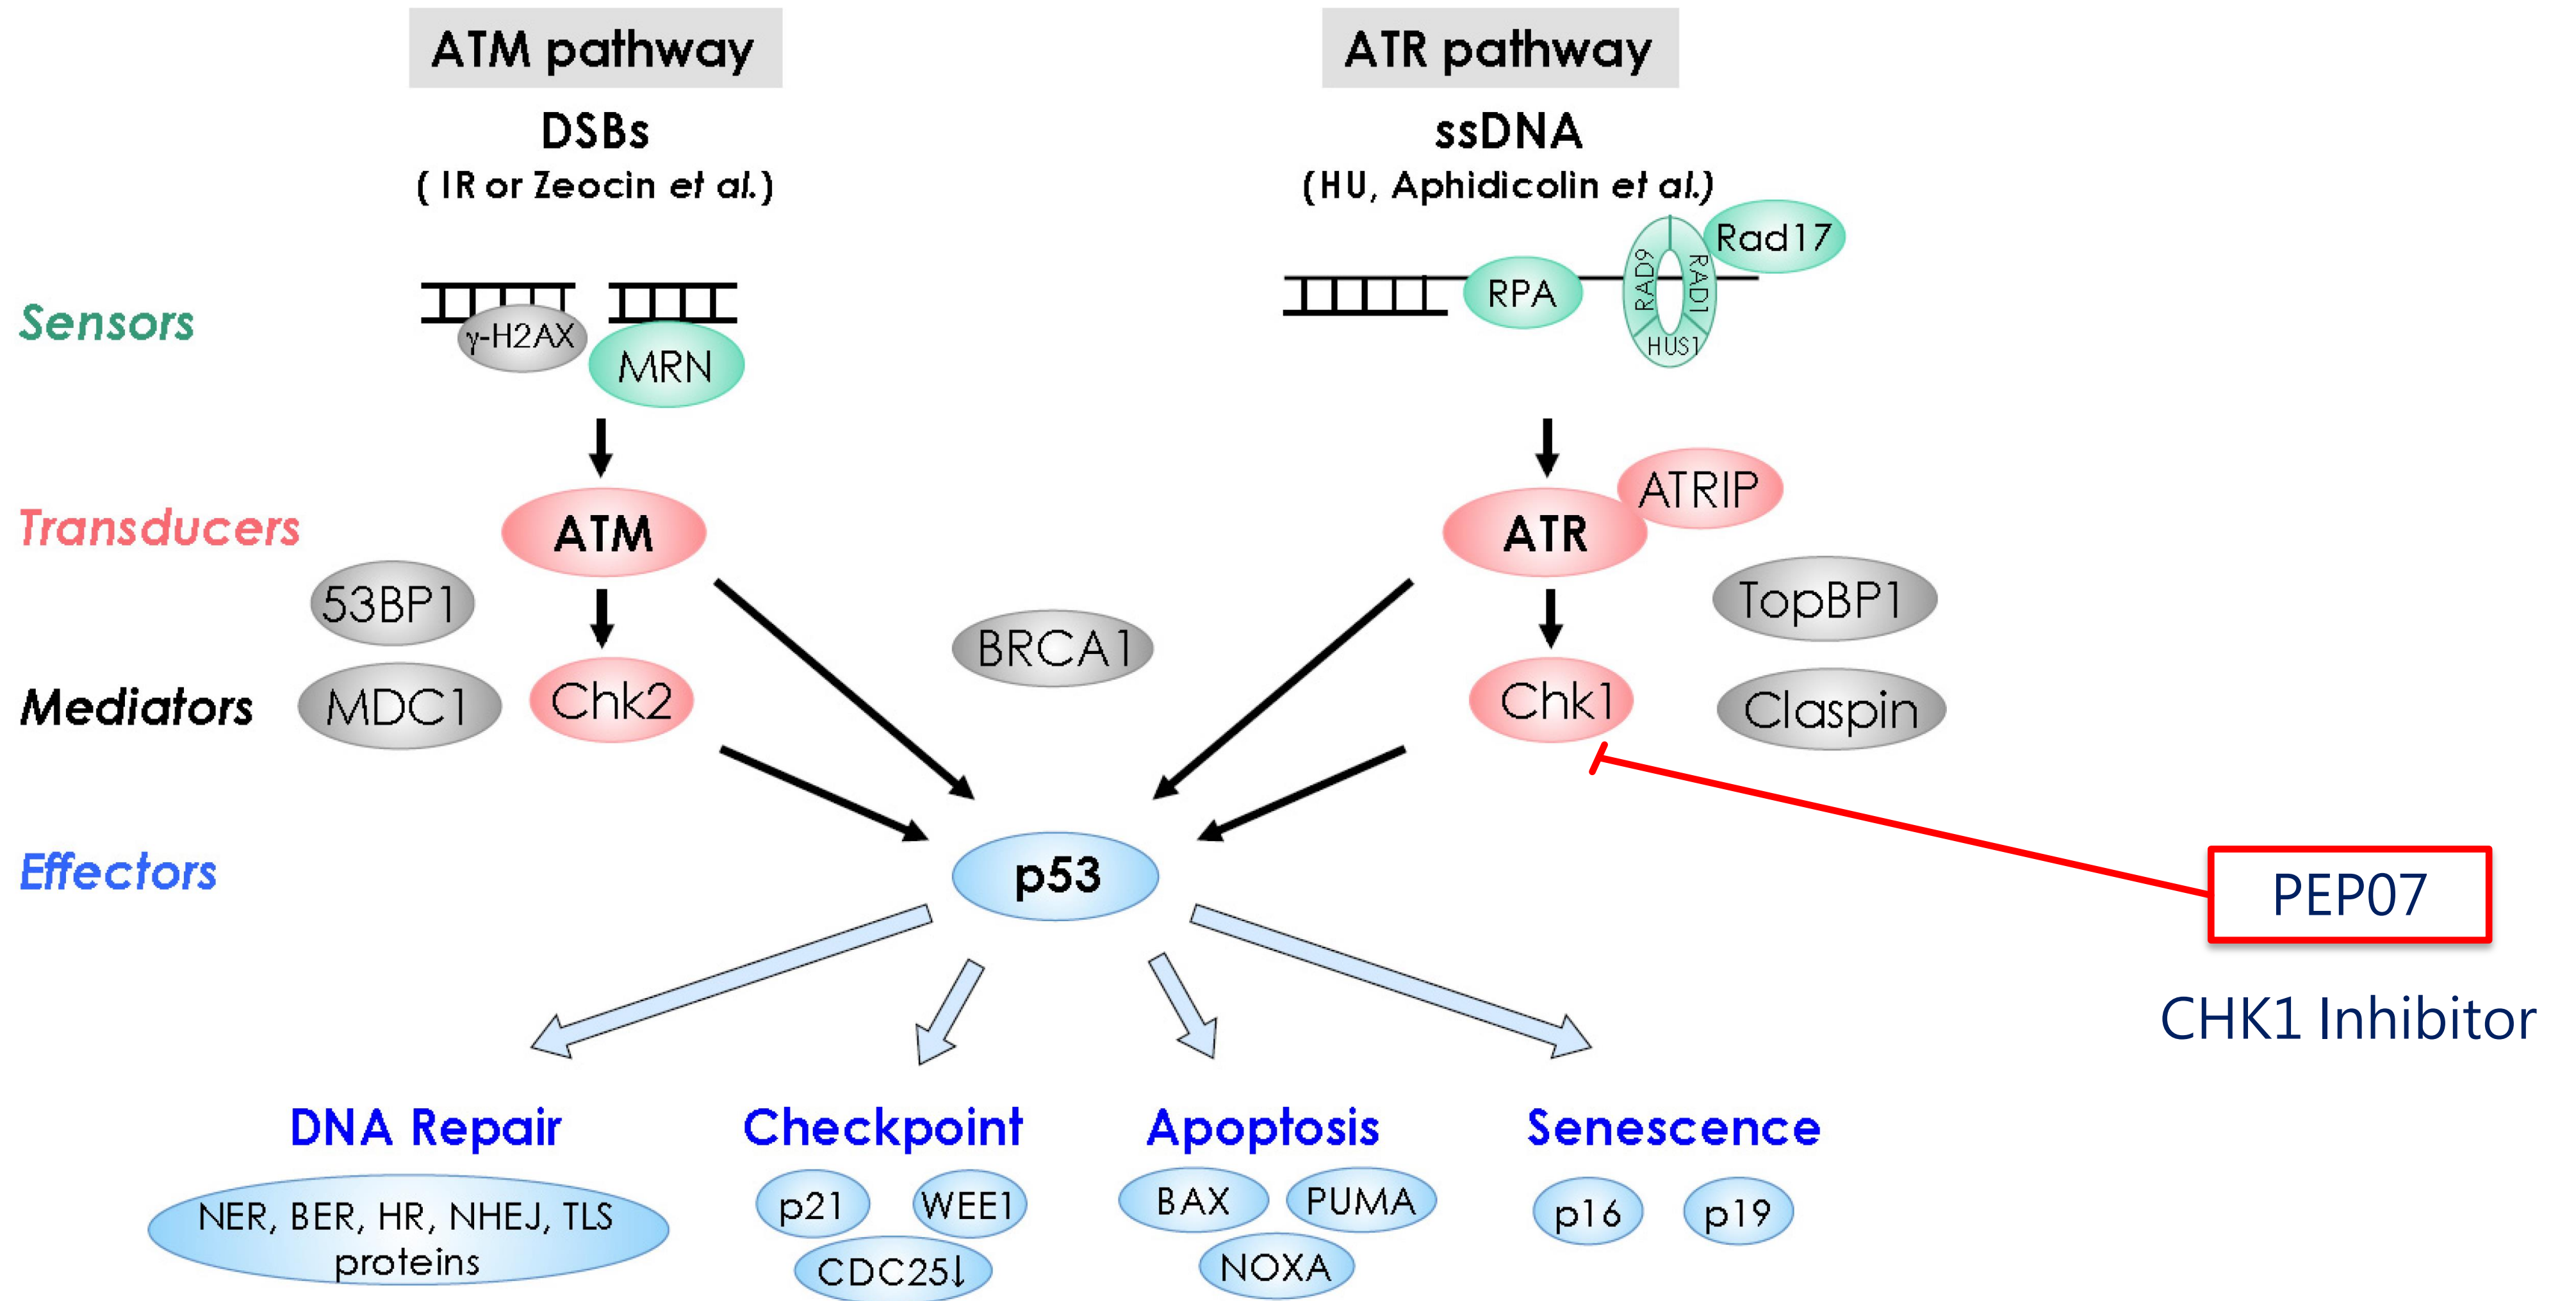 ATM pathway
ATR pathway
DSBs
( IR or Zeocin et al.)
ssDNA
(HU, Aphidicolin et al.)
Sensors
γ-H2AX
MRN
RPA
RAD9
RAD1
HUS1
Rad17
Transducers
ATM
ATR
ATRIP
53BP1
BRCA1
TopBP1
Mediators
MDC1
Chk2
Chk1
Claspin
Effectors
p53
PEP07
CHK1 Inhibitor
DNA Repair
Checkpoint
Apoptosis
Senescence
NER, BER, HR, NHEJ, TLS
proteins
p21
WEE1
CDC25↓
BAX
PUMA
NOXA
p16
p19